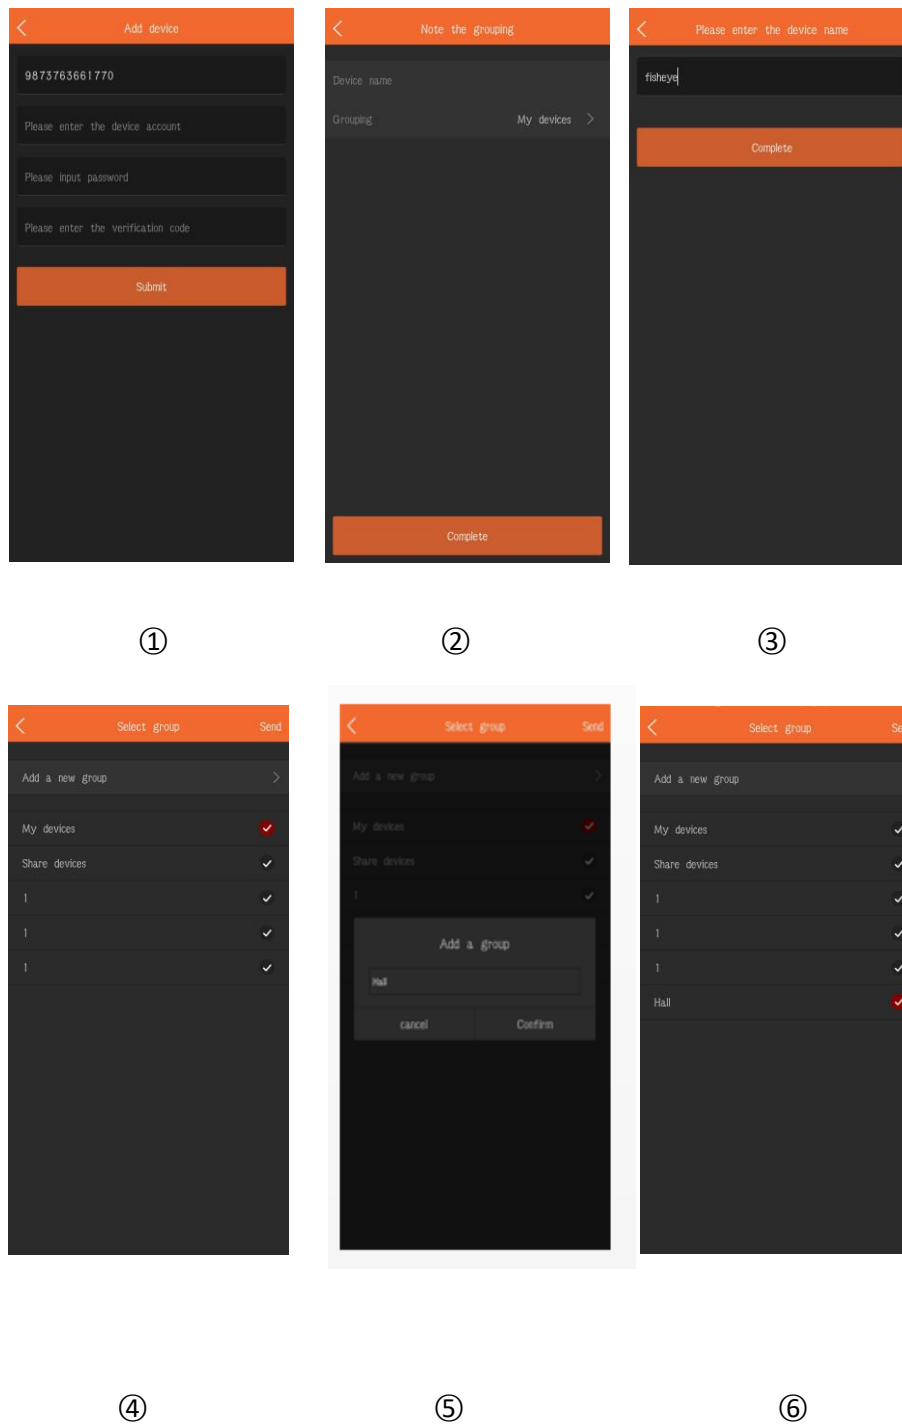 Add device
9873763661770
Please enter the device account
Please input password
Please enter the verification code
Submit
Note the grouping
Device name
Grouping My devices
Complete
Please enter the device name
fisheye
Complete
① ② ③
Select group Send
Add a new group
My devices
Share devices
1
1
1
Select group Send
Add a new group
My devices
Share devices
1
Add a group
Hall
cancel Confirm
Select group Se
Add a new group
My devices
Share devices
1
1
1
Hall
④ ⑤ ⑥